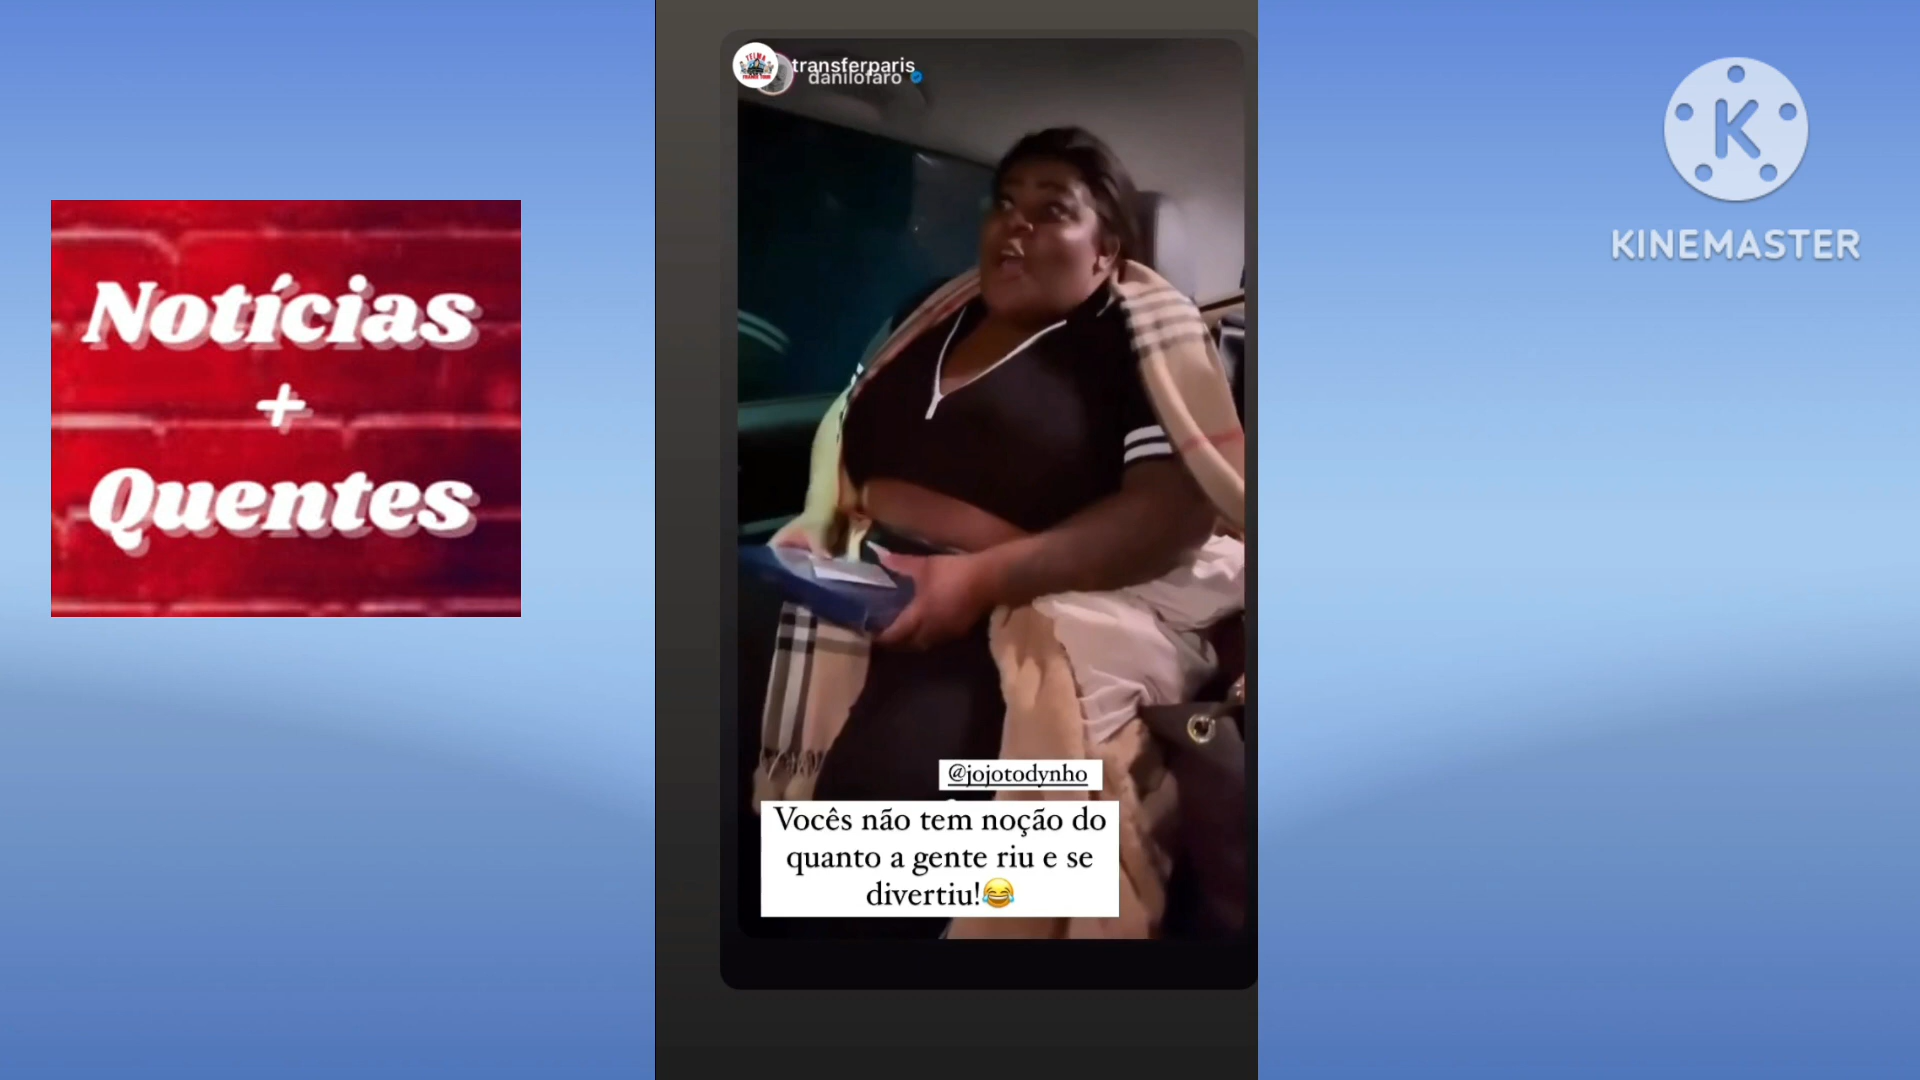 Notícias
+
Quentes
transferparis
danilofaro
@jojotodynho
Vocês não tem noção do
quanto a gente riu e se
divertiu!😂
K
KINEMASTER